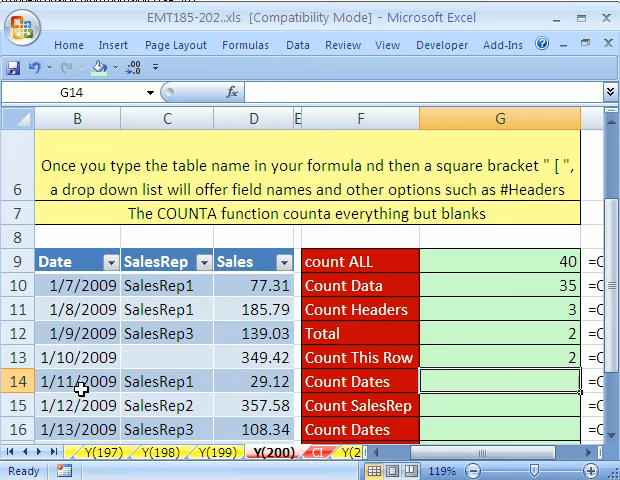 EMT185-202..xls [Compatibility Mode] - Microsoft Excel
Home Insert Page Layout Formulas Data Review View Developer Add-Ins
G14 fx
B C D E F G
6 Once you type the table name in your formula nd then a square bracket " [ ",
a drop down list will offer field names and other options such as #Headers
7 The COUNTA function counta everything but blanks
8
9 Date SalesRep Sales count ALL 40 =C
10 1/7/2009 SalesRep1 77.31 Count Data 35 =C
11 1/8/2009 SalesRep1 185.79 Count Headers 3 =C
12 1/9/2009 SalesRep3 139.03 Total 2 =C
13 1/10/2009 349.42 Count This Row 2 =C
14 1/11/2009 SalesRep1 29.12 Count Dates =C
15 1/12/2009 SalesRep2 357.58 Count SalesRep =C
16 1/13/2009 SalesRep3 108.34 Count Dates =C
Y(197) Y(198) Y(199) Y(200) CI Y(2
Ready 119%